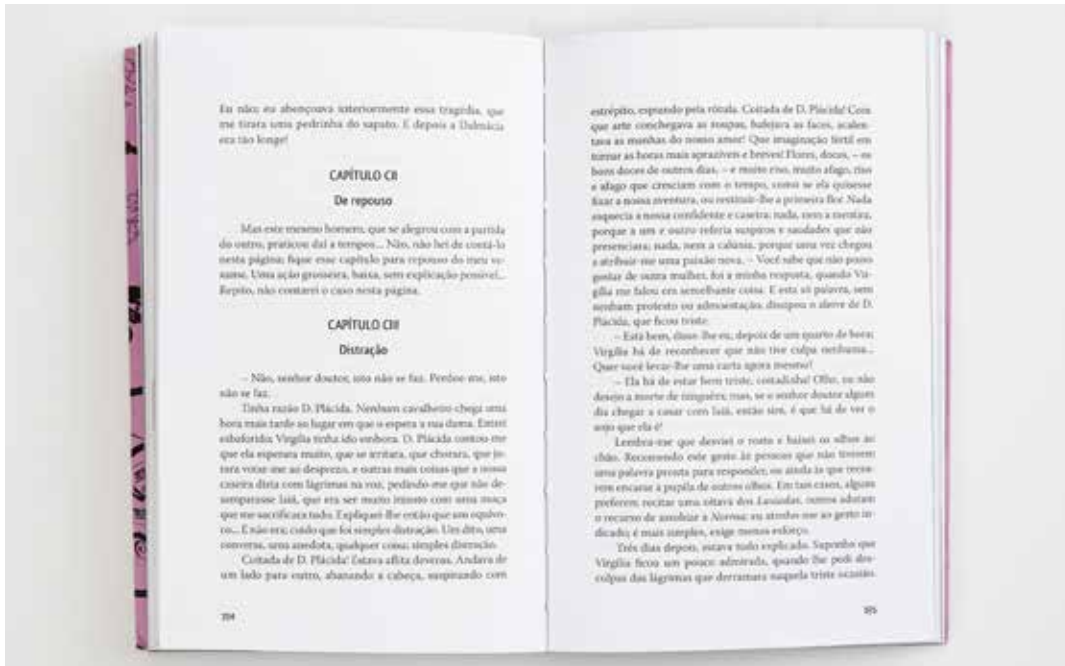 Eu não; eu abençoava interiormente essa tragédia, que
me tirara uma pedrinha do sapato. E depois a Dalmácia
era tão longe!
CAPÍTULO CII
De repouso
Mas este mesmo homem, que se alegrou com a partida
do outro, praticou daí a tempos... Não, não hei de contá-lo
nesta página; fique esse capítulo para repouso do meu ve-
xame. Uma ação grosseira, baixa, sem explicação possível...
Repito, não contarei o caso nesta página.
CAPÍTULO CIII
Distração
– Não, senhor doutor, isto não se faz. Perdoe-me, isto
não se faz.
Tinha razão D. Plácida. Nenhum cavalheiro chega uma
hora mais tarde ao lugar em que o espera a sua dama. Entrei
esbaforido; Virgília tinha ido embora. D. Plácida contou-me
que ela esperara muito, que se irritara, que chorara, que ju-
rara votar-me ao desprezo, e outras mais coisas que a nossa
caseira dizia com lágrimas na voz, pedindo-me que não de-
samparasse Iaiá, que era ser muito injusto com uma moça
que me sacrificara tudo. Expliquei-lhe então que um equívo-
co... E não era; cuido que foi simples distração. Um dito, uma
conversa, uma anedota, qualquer coisa; simples distração.
Coitada de D. Plácida! Estava aflita deveras. Andava de
um lado para outro, abanando a cabeça, suspirando com
194
estrépito, espiando pela rótula. Coitada de D. Plácida! Com
que arte conchegava as roupas, bafejava as faces, acalen-
tava as manhas do nosso amor! Que imaginação fértil em
tornar as horas mais aprazíveis e breves! Flores, doces, – os
bons doces de outros dias, – e muito riso, muito afago, riso
e afago que cresciam com o tempo, como se ela quisesse
fixar a nossa aventura, ou restituir-lhe a primeira flor. Nada
esquecia a nossa confidente e caseira; nada, nem a mentira,
porque a um e outro referia suspiros e saudades que não
presenciara; nada, nem a calúnia, porque uma vez chegou
a atribuir-me uma paixão nova. – Você sabe que não posso
gostar de outra mulher, foi a minha resposta, quando Vir-
gília me falou em semelhante coisa. E esta só palavra, sem
nenhum protesto ou admoestação, dissipou o aleive de D.
Plácida, que ficou triste.
– Está bem, disse-lhe eu, depois de um quarto de hora;
Virgília há de reconhecer que não tive culpa nenhuma...
Quer você levar-lhe uma carta agora mesmo?
– Ela há de estar bem triste, coitadinha! Olhe, eu não
desejo a morte de ninguém; mas, se o senhor doutor algum
dia chegar a casar com Iaiá, então sim, é que há de ver o
anjo que ela é!
Lembra-me que desviei o rosto e baixei os olhos ao
chão. Recomendo este gesto às pessoas que não tiverem
uma palavra pronta para responder, ou ainda às que recea-
rem encarar a pupila de outros olhos. Em tais casos, alguns
preferem recitar uma oitava dos Lusíadas, outros adotam
o recurso de assobiar a Norma; eu atenho-me ao gesto in-
dicado; é mais simples, exige menos esforço.
Três dias depois, estava tudo explicado. Suponho que
Virgília ficou um pouco admirada, quando lhe pedi des-
culpas das lágrimas que derramara naquela triste ocasião.
195